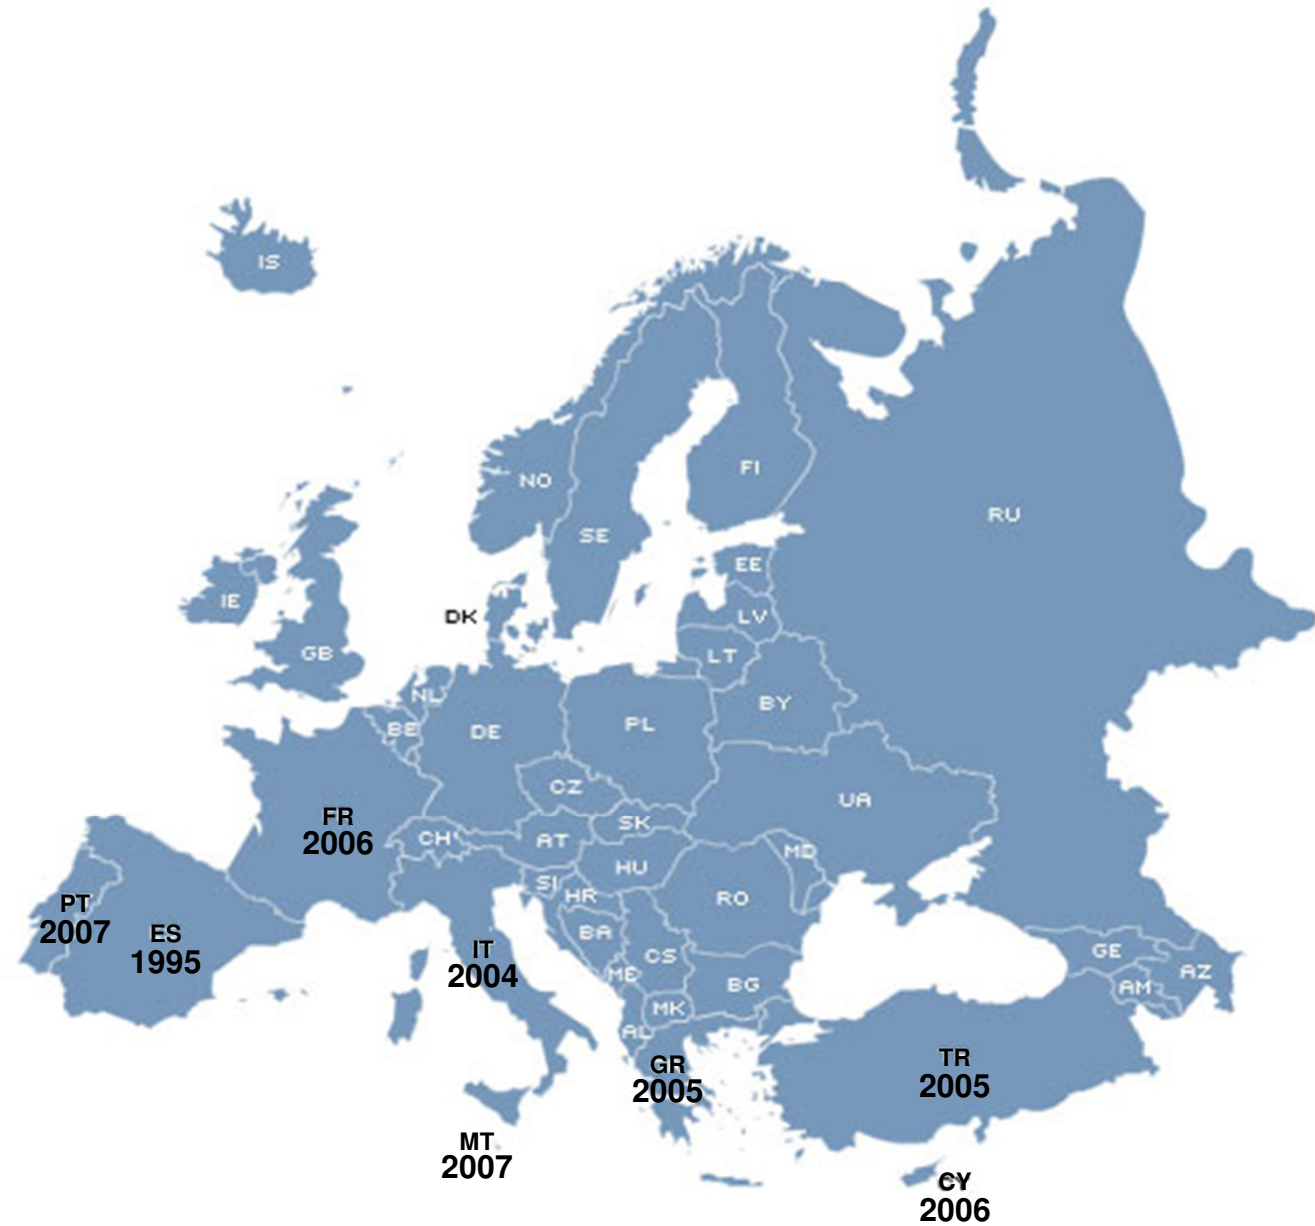 IS
NO
FI
RU
SE
EE
IE
DK
LV
GB
LT
NL
BY
BE
DE
PL
CZ
UA
FR
2006
SK
CH
AT
MD
HU
SI
HR
RO
PT
2007
ES
1995
BA
IT
2004
CS
GE
ME
AZ
BG
AM
MK
AL
GR
2005
TR
2005
MT
2007
CY
2006